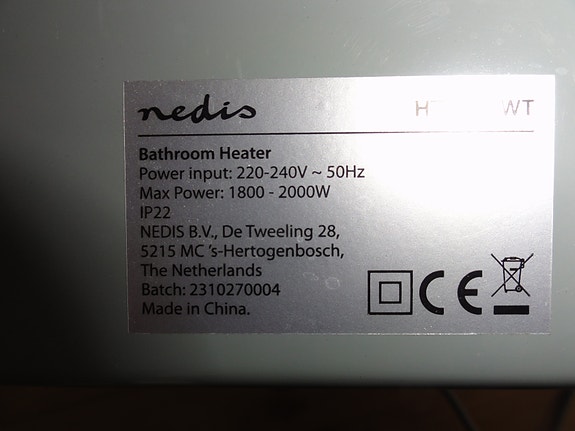 nedis
Bathroom Heater
Power input: 220-240V ~ 50Hz
Max Power: 1800 - 2000W
IP22
NEDIS B.V., De Tweeling 28,
5215 MC 's-Hertogenbosch,
The Netherlands
Batch: 2310270004
Made in China.
CE